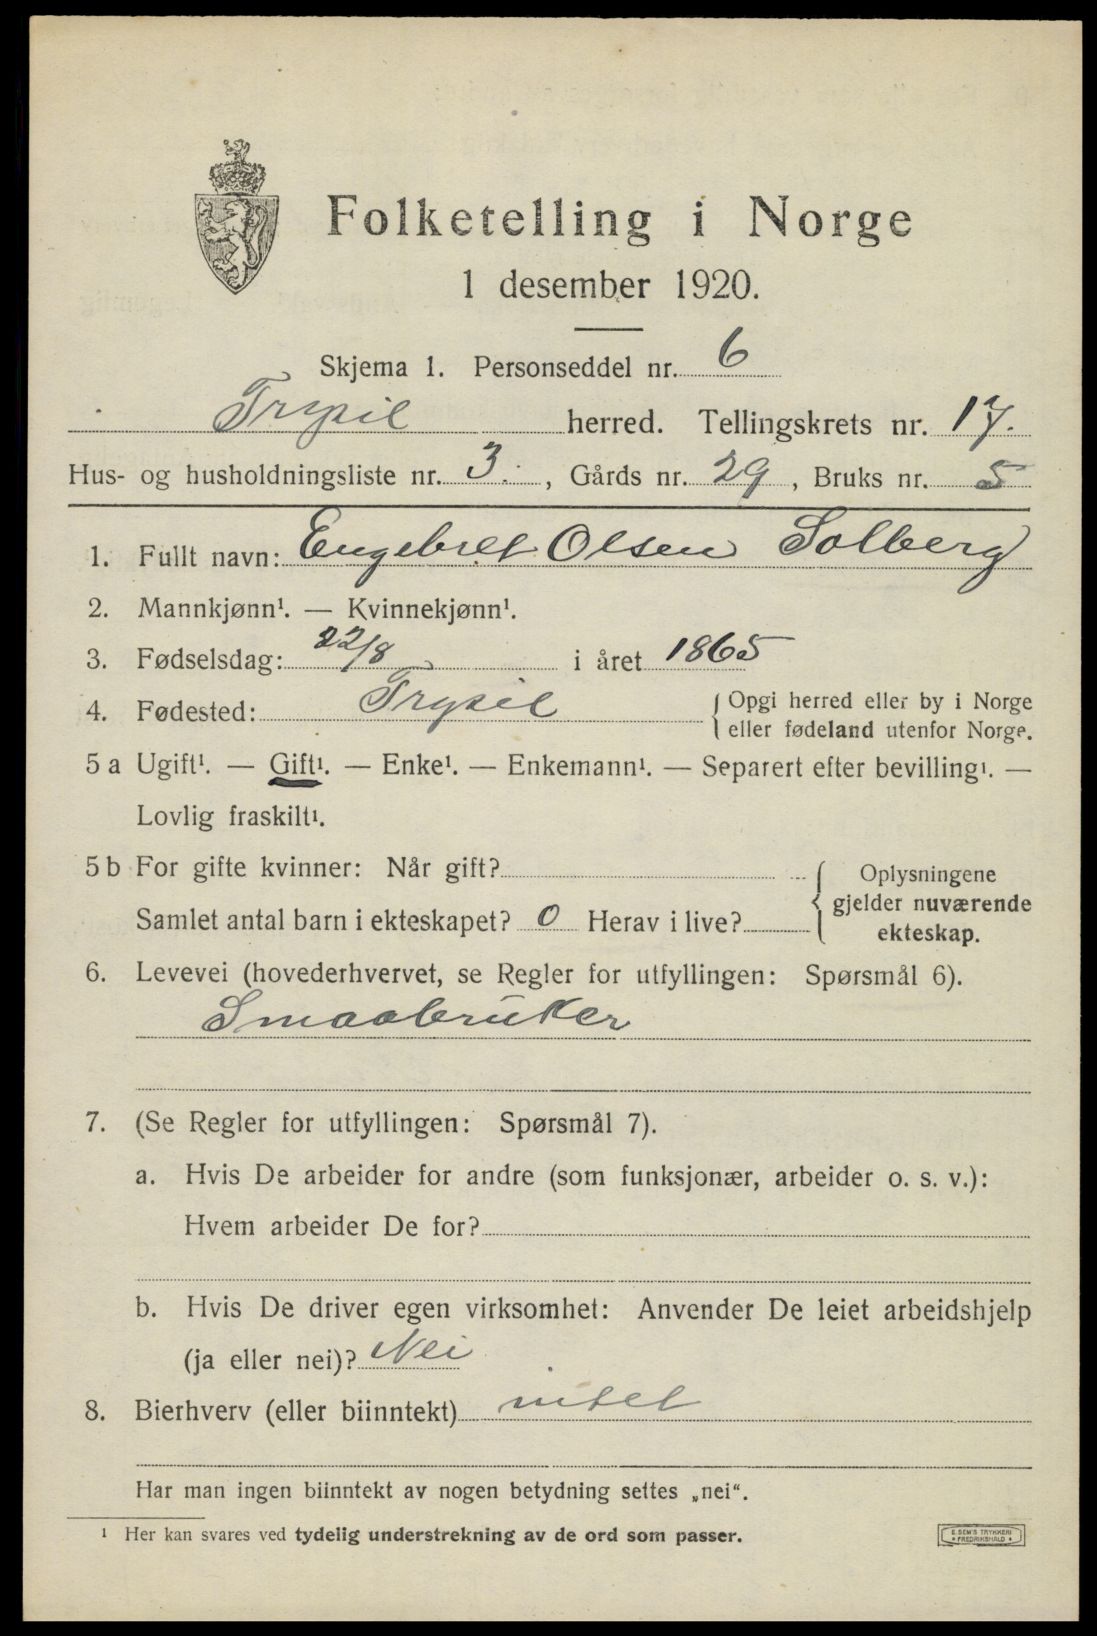 Folketelling i Norge
1 desember 1920.
Skjema 1. Personseddel nr. 6
Trysil herred. Tellingskrets nr. 17.
Hus- og husholdningsliste nr. 3., Gårds nr. 29, Bruks nr. 5
1. Fullt navn: Engebret Olsen Solberg
2. Mannkjønn¹. — Kvinnekjønn¹.
3. Fødselsdag: 22/8 i året 1865
4. Fødested: Trysil { Opgi herred eller by i Norge
eller fødeland utenfor Norge.
5 a Ugift¹. — Gift¹. — Enke¹. — Enkemann¹. — Separert efter bevilling¹. —
Lovlig fraskilt¹.
5 b For gifte kvinner: Når gift?
Samlet antal barn i ekteskapet? 0 Herav i live?
{ Oplysningene
gjelder nuværende
ekteskap.
6. Levevei (hovederhvervet, se Regler for utfyllingen: Spørsmål 6).
Smaabruker
7. (Se Regler for utfyllingen: Spørsmål 7).
a. Hvis De arbeider for andre (som funksjonær, arbeider o. s. v.):
Hvem arbeider De for?
b. Hvis De driver egen virksomhet: Anvender De leiet arbeidshjelp
(ja eller nei)? Nei
8. Bierhverv (eller biinntekt) intet
Har man ingen biinntekt av nogen betydning settes „nei“.
¹ Her kan svares ved tydelig understrekning av de ord som passer.
E. SEM'S TRYKKERI
• FREDRIKSHALD •